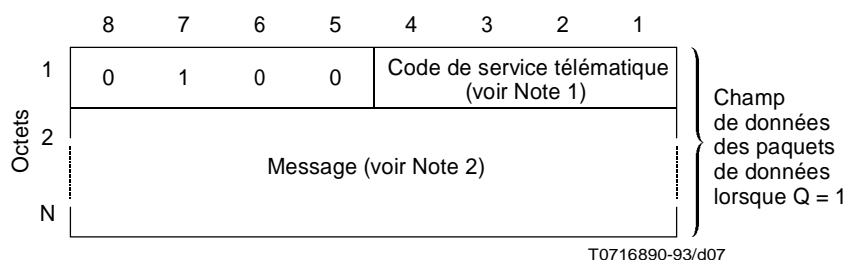 8 7 6 5 4 3 2 1
1 0 1 0 0 Code de service télématique
(voir Note 1)
Octets
2
Message (voir Note 2)
N
Champ
de données
des paquets
de données
lorsque Q = 1
T0716890-93/d07